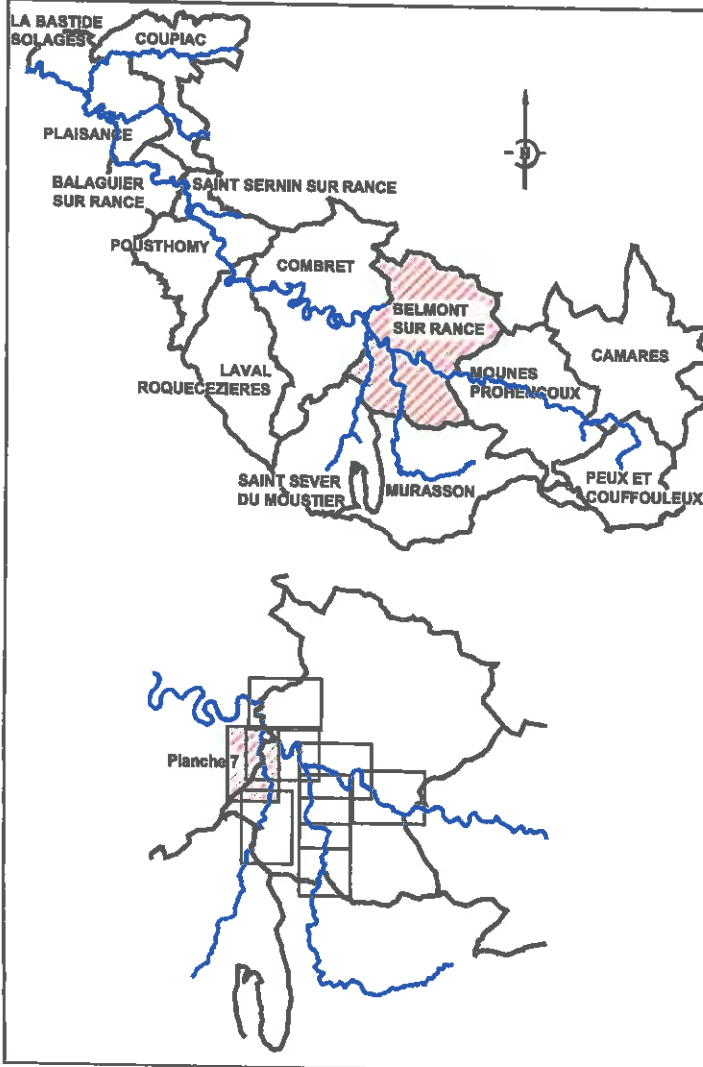 LA BASTIDE
SOLAGES
COUPIAC
PLAISANCE
N
BALAGUIER
SUR RANCE
SAINT SERNIN SUR RANCE
POUSTHOMY
COMBRET
BELMONT
SUR RANCE
CAMARES
LAVAL
ROQUECEZIERES
MOUNES
PROHENCOUX
SAINT SEVER
DU MOUSTIER
MURASSON
PEUX ET
COUFFOULEUX
Planche 7